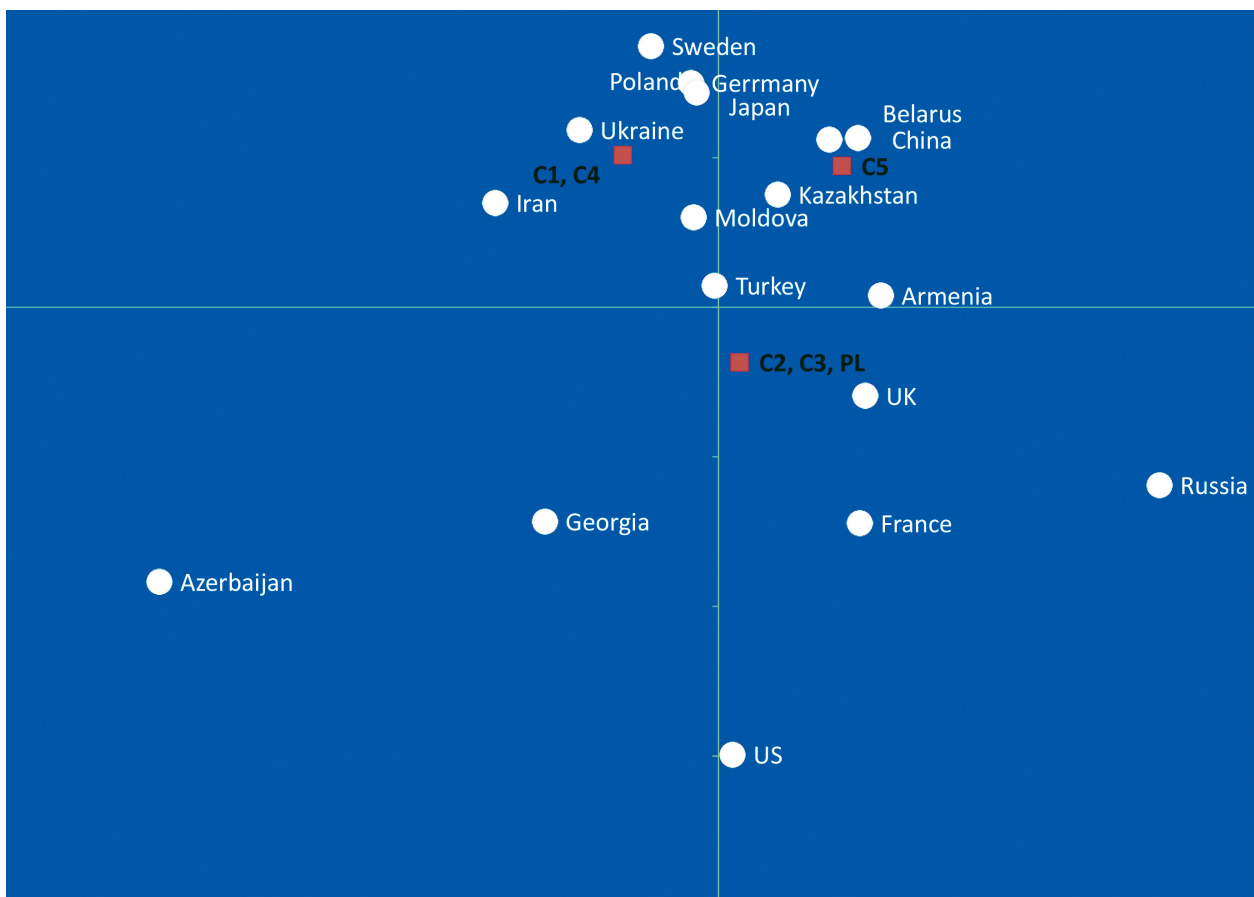 Sweden
Poland
Gerrmany
Japan
Belarus
China
Ukraine
C1, C4
C5
Iran
Kazakhstan
Moldova
Turkey
Armenia
C2, C3, PL
UK
Russia
Georgia
France
Azerbaijan
US